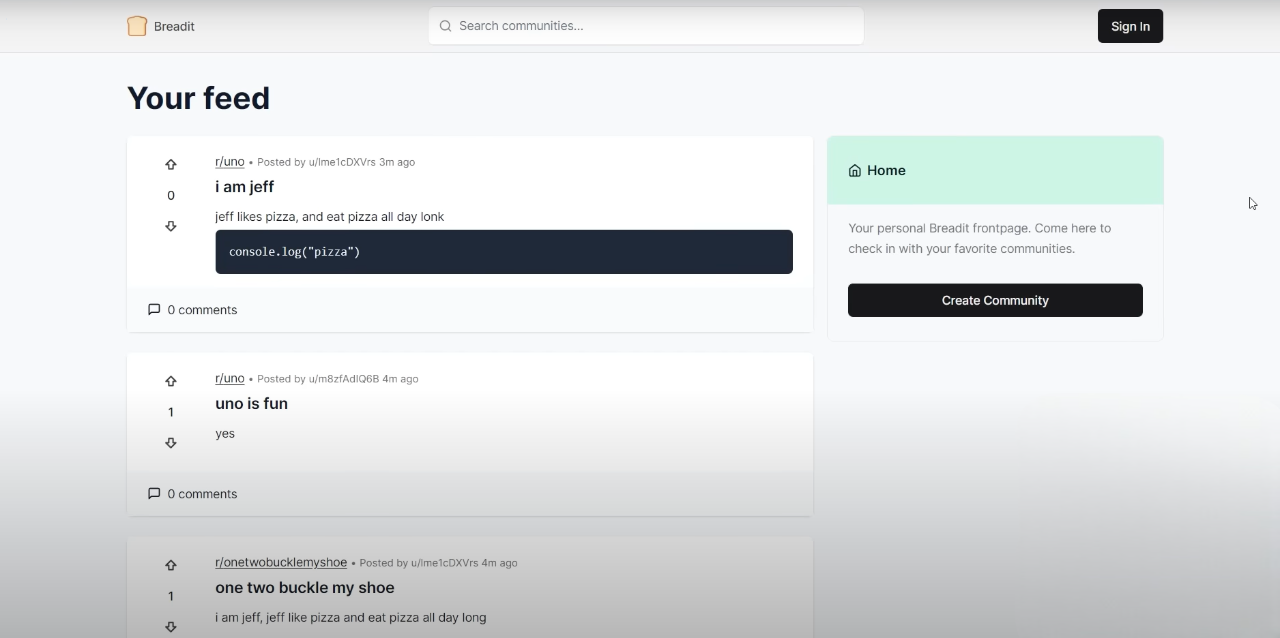 Breadit
Search communities...
Sign In
Your feed
r/uno • Posted by u/lme1cDXVrs 3m ago
0
i am jeff
jeff likes pizza, and eat pizza all day lonk
console.log("pizza")
0 comments
Home
Your personal Breadit frontpage. Come here to
check in with your favorite communities.
Create Community
r/uno • Posted by u/m8zfAdIQ6B 4m ago
uno is fun
1
yes
0 comments
r/onetwobucklemyshoe • Posted by u/lme1cDXVrs 4m ago
one two buckle my shoe
1
i am jeff, jeff like pizza and eat pizza all day long